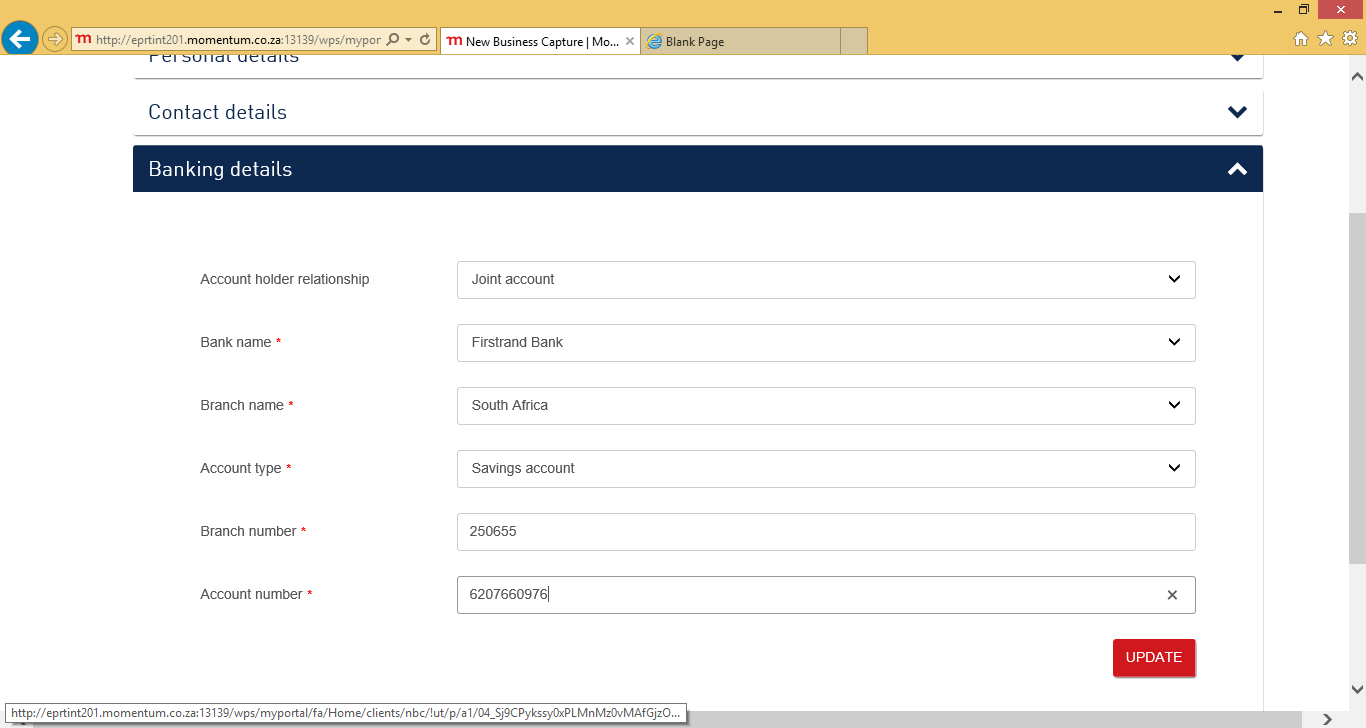 http://eprtint201.momentum.co.za:13139/wps/mypor
New Business Capture | Mo...
Blank Page
Personal details
Contact details
Banking details
Account holder relationship
Joint account
Bank name *
Firstrand Bank
Branch name *
South Africa
Account type *
Savings account
Branch number *
250655
Account number *
6207660976
UPDATE
http://eprtint201.momentum.co.za:13139/wps/myportal/fa/Home/clients/nbc/!ut/p/a1/04_Sj9CPykssy0xPLMnMz0vMAfGjzO...